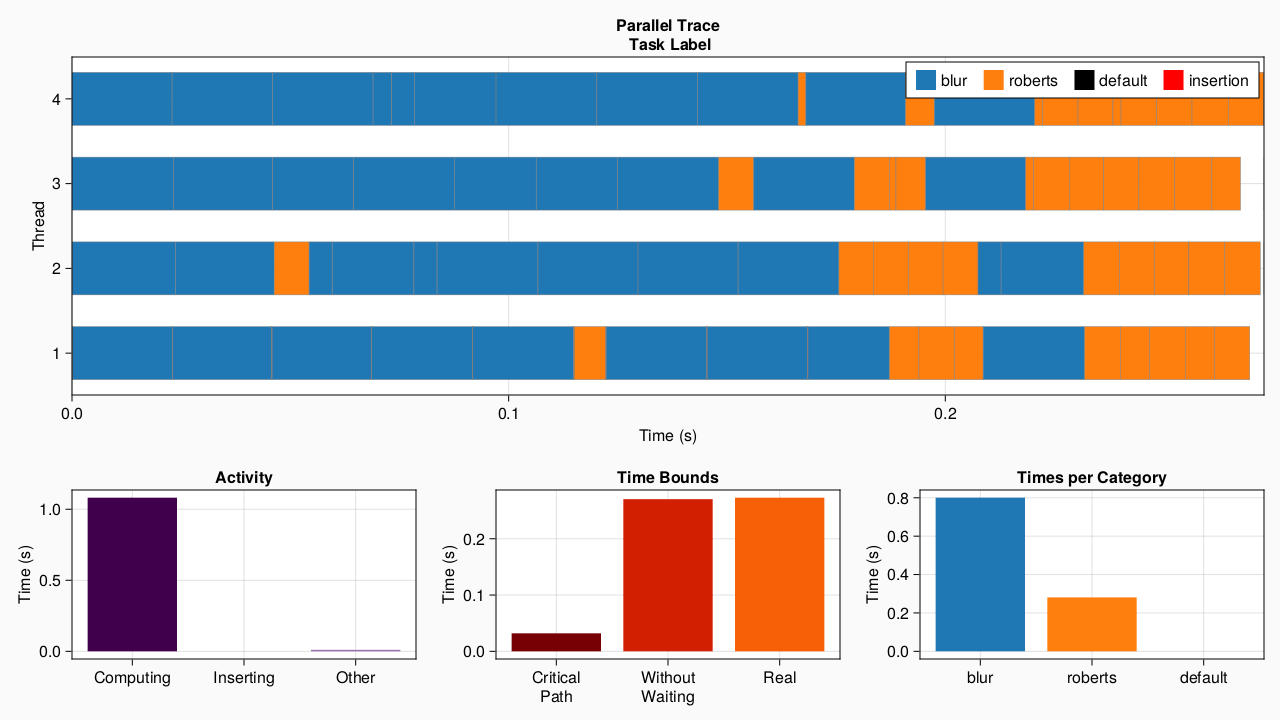 Parallel Trace
Task Label
blur roberts default insertion
Thread
4
3
2
1
0.0 0.1 0.2
Time (s)
Activity
Time (s)
1.0
0.5
0.0
Computing Inserting Other
Time Bounds
Time (s)
0.2
0.1
0.0
Critical Path
Without Waiting
Real
Times per Category
Time (s)
0.8
0.6
0.4
0.2
0.0
blur roberts default